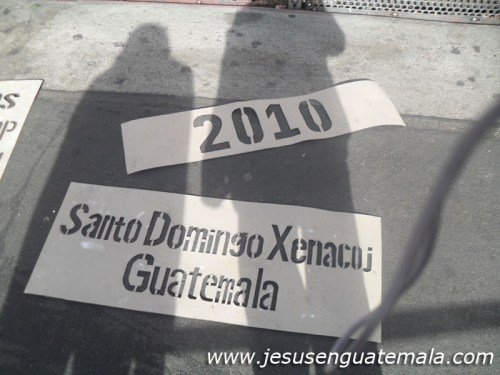 2010
Santo Domingo Xenacoj
Guatemala
www.jesusenguatemala.com